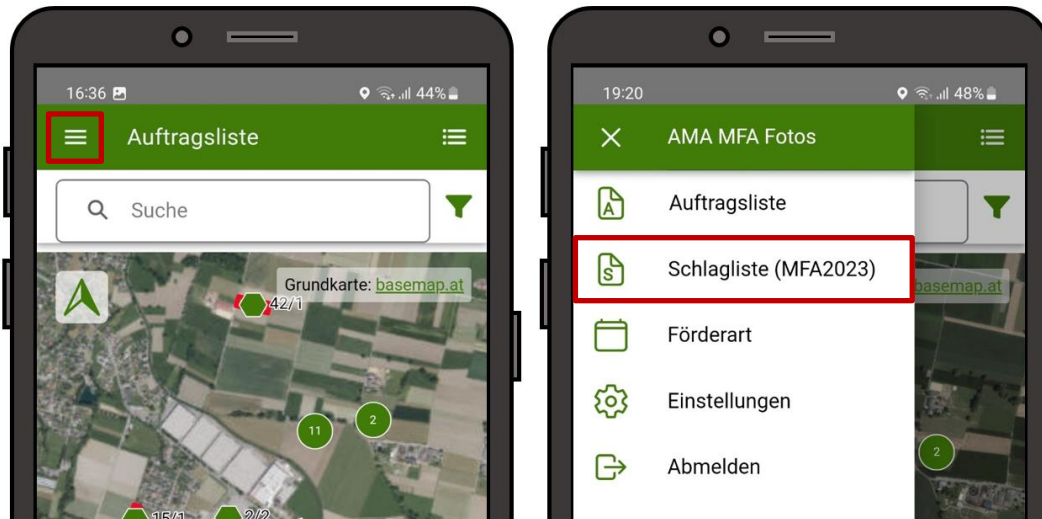 16:36
44%
Auftragsliste
Suche
Grundkarte: basemap.at
42/1
11
2
15/1
2/2
19:20
48%
AMA MFA Fotos
Auftragsliste
A
Schlagliste (MFA2023)
S
basemap.at
Förderart
Einstellungen
2
Abmelden